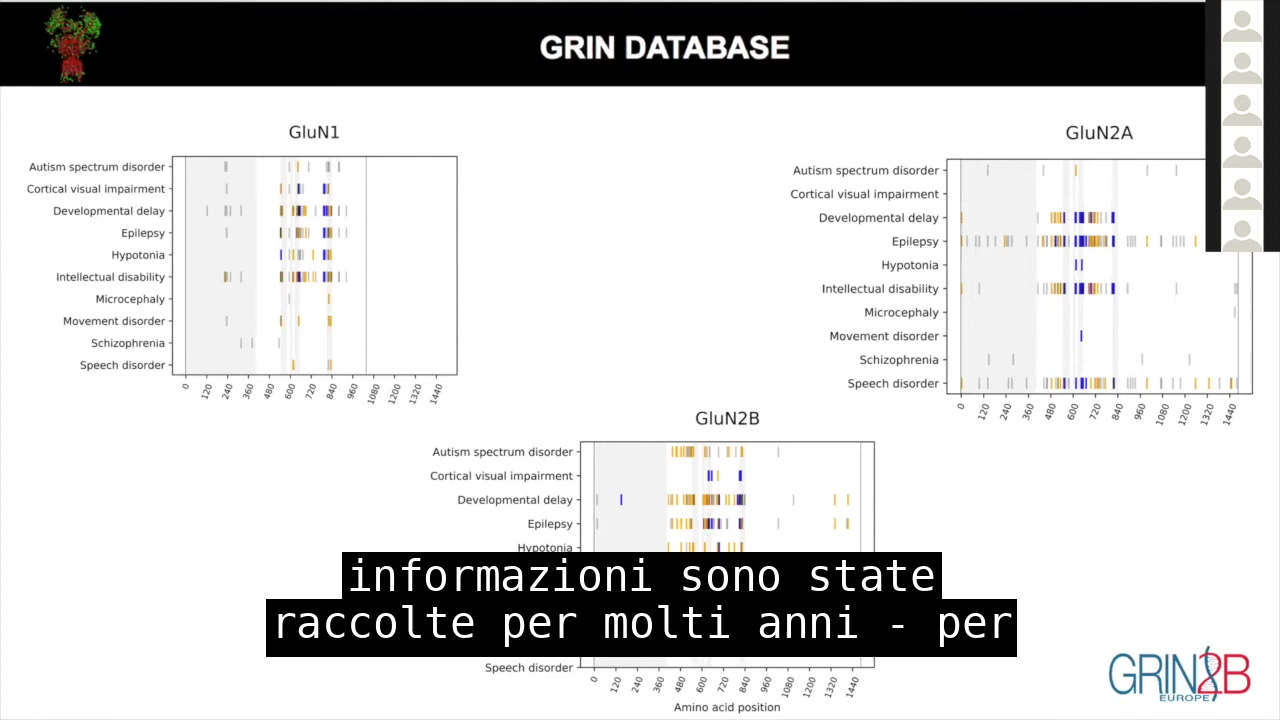 GRIN DATABASE
GluN1
Autism spectrum disorder
Cortical visual impairment
Developmental delay
Epilepsy
Hypotonia
Intellectual disability
Microcephaly
Movement disorder
Schizophrenia
Speech disorder
0 120 240 360 480 600 720 840 960 1080 1200 1320 1440
GluN2A
Autism spectrum disorder
Cortical visual impairment
Developmental delay
Epilepsy
Hypotonia
Intellectual disability
Microcephaly
Movement disorder
Schizophrenia
Speech disorder
0 120 240 360 480 600 720 840 960 1080 1200 1320 1440
GluN2B
Autism spectrum disorder
Cortical visual impairment
Developmental delay
Epilepsy
Hypotonia
informazioni sono state
raccolte per molti anni - per
Speech disorder
0 120 240 360 480 600 720 840 960 1080 1200 1320 1440
Amino acid position
GRIN2B
EUROPE